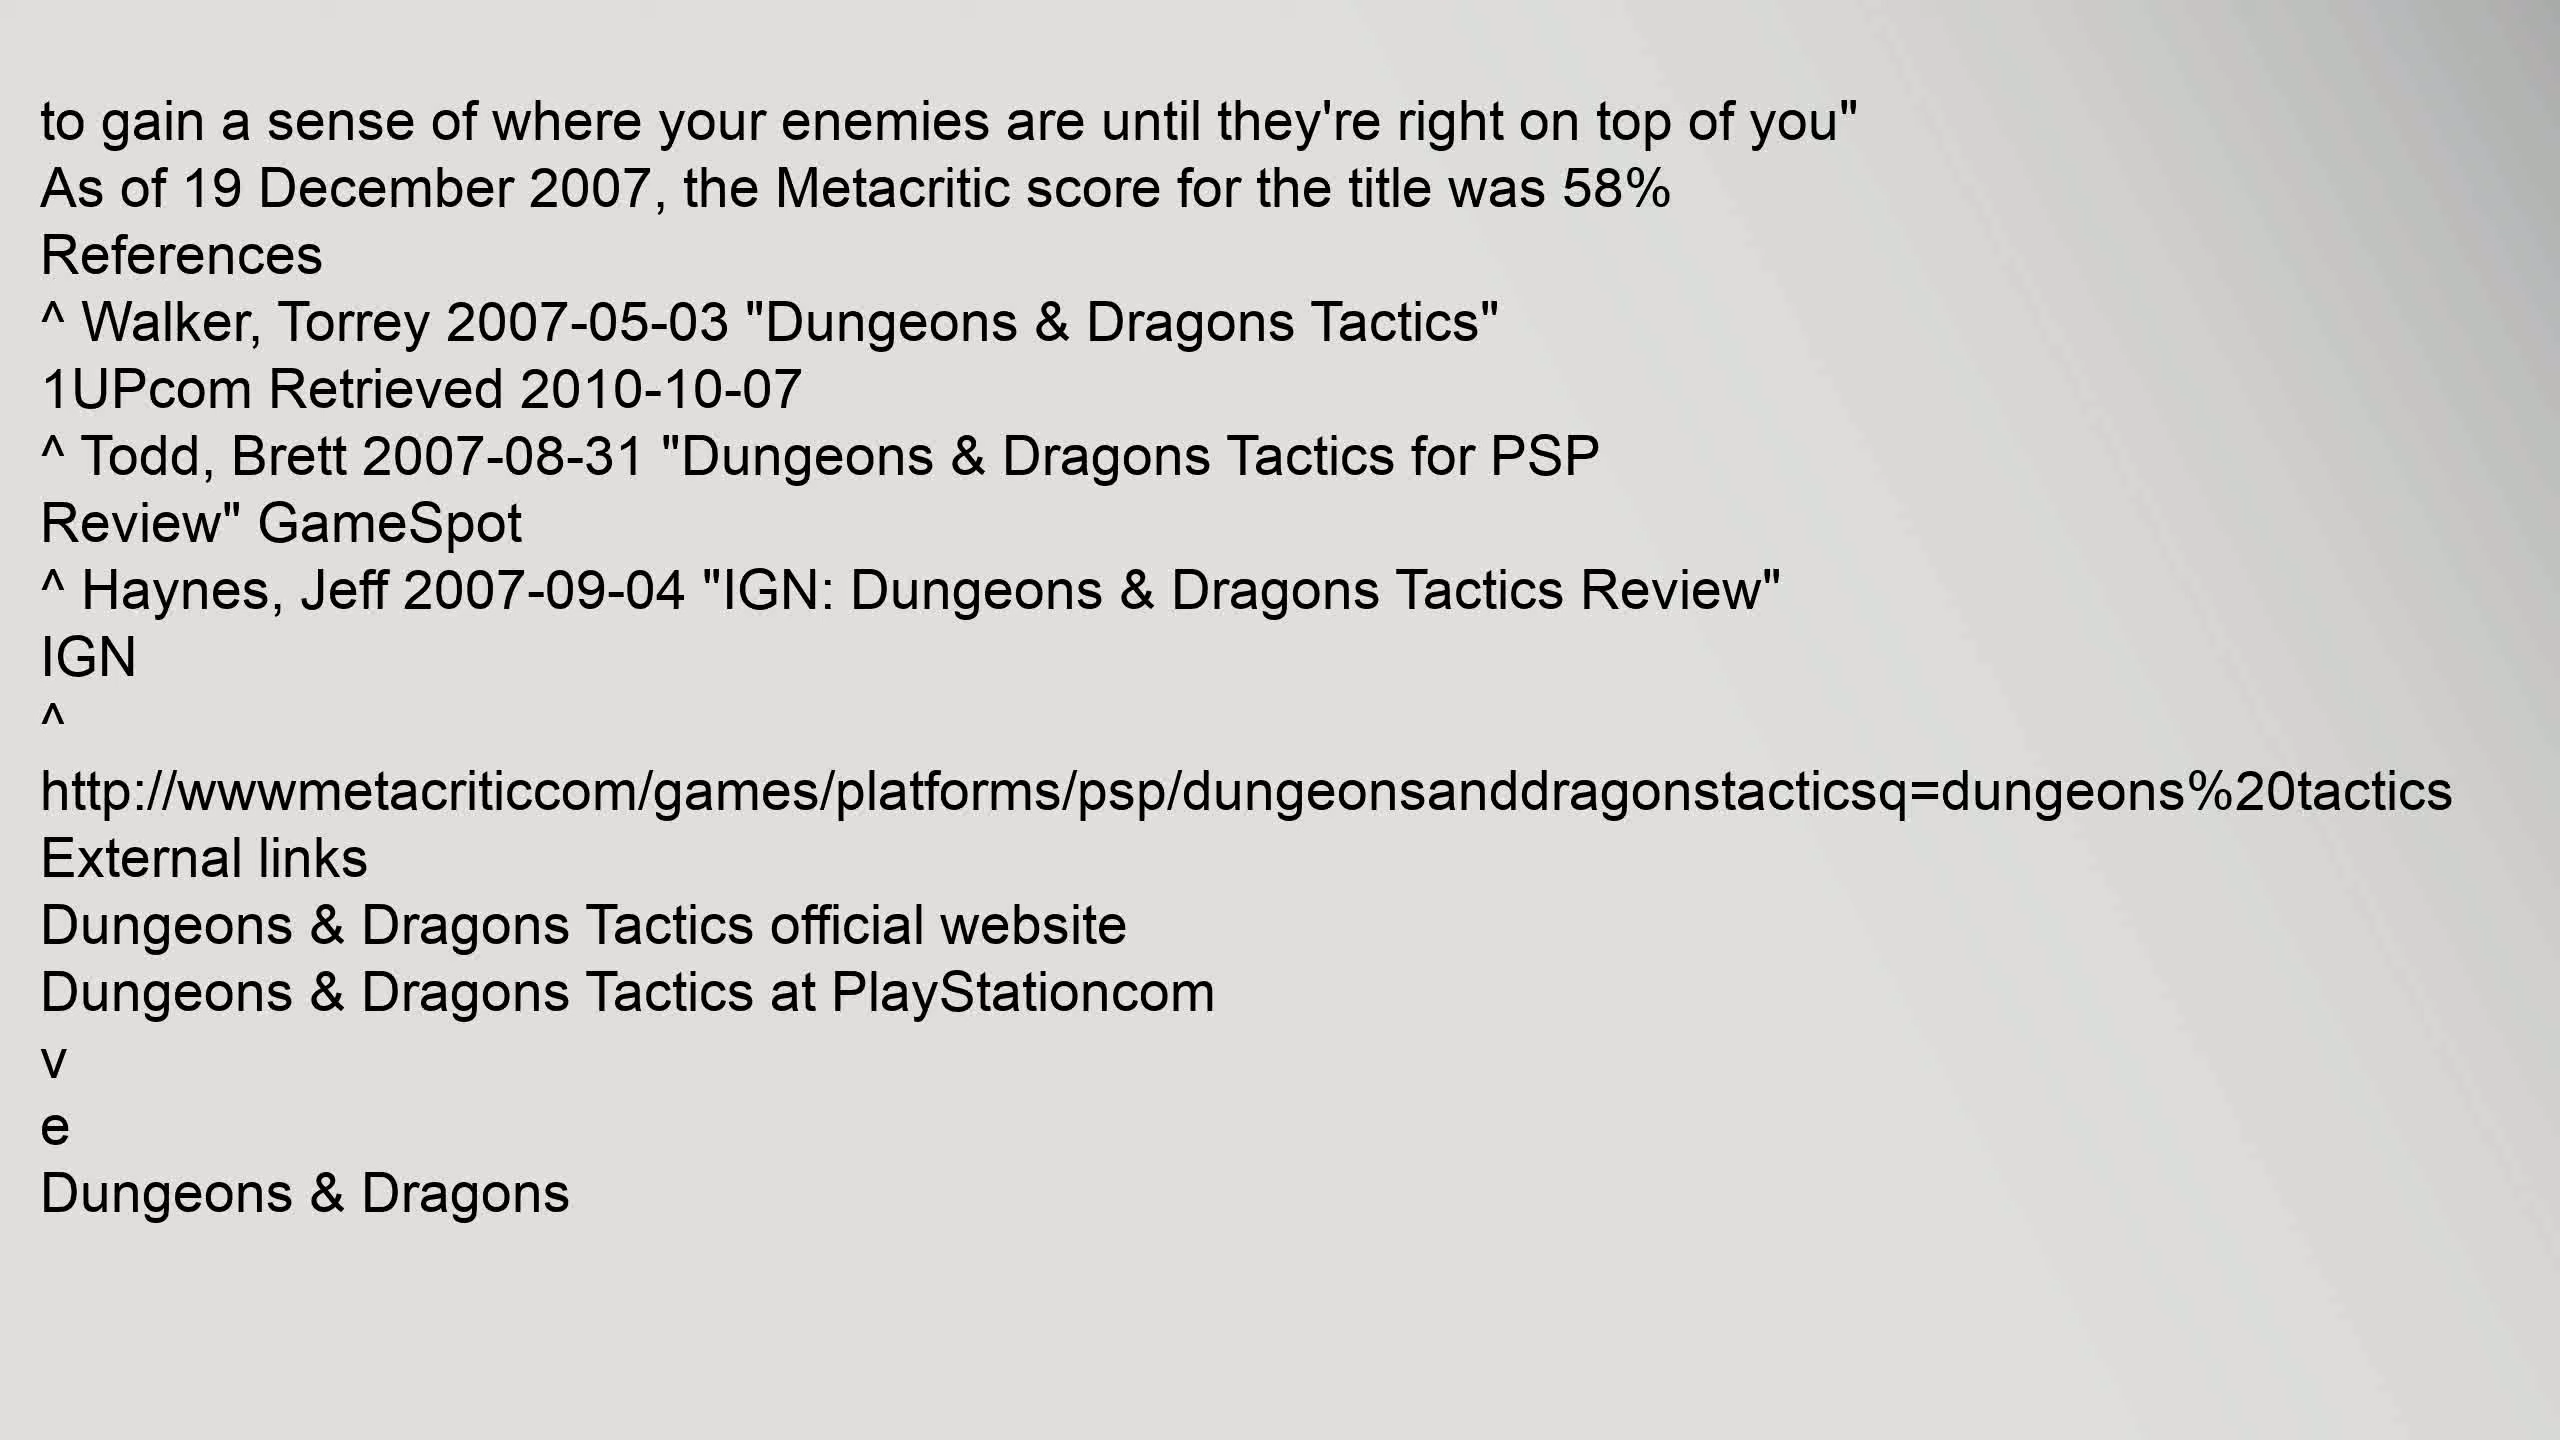 to gain a sense of where your enemies are until they're right on top of you"
As of 19 December 2007, the Metacritic score for the title was 58%
References
^ Walker, Torrey 2007-05-03 "Dungeons & Dragons Tactics"
1UPcom Retrieved 2010-10-07
^ Todd, Brett 2007-08-31 "Dungeons & Dragons Tactics for PSP
Review" GameSpot
^ Haynes, Jeff 2007-09-04 "IGN: Dungeons & Dragons Tactics Review"
IGN
^
http://wwwmetacriticcom/games/platforms/psp/dungeonsanddragonstacticsq=dungeons%20tactics
External links
Dungeons & Dragons Tactics official website
Dungeons & Dragons Tactics at PlayStationcom
v
e
Dungeons & Dragons